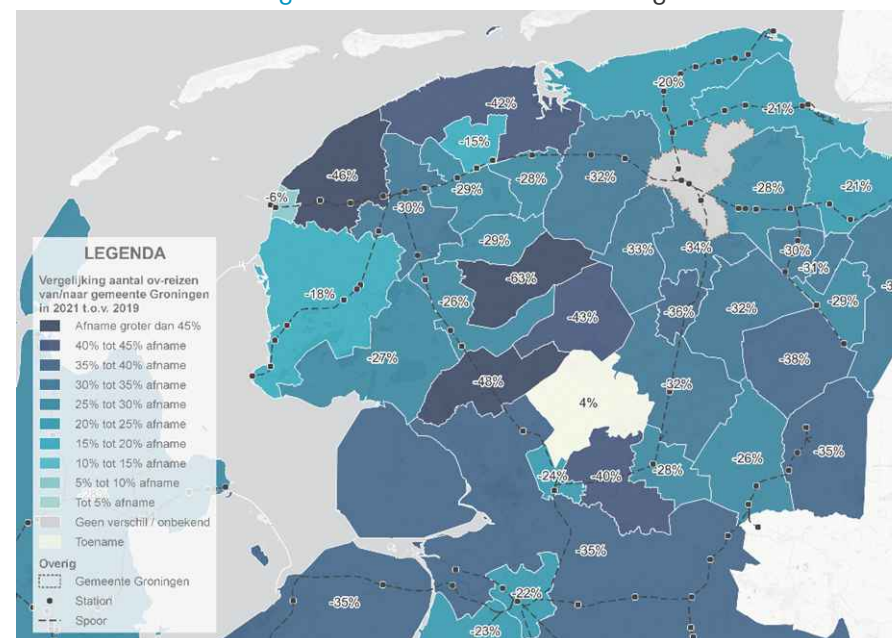 -20%
-42%
-21%
-15%
-46%
-32%
-28%
-29%
-28%
-21%
-6%
-30%
-29%
-33%
-34%
-30%
-31%
-63%
-18%
-26%
-36%
-32%
-29%
-43%
-27%
-38%
-48%
-32%
4%
-24%
-40%
-28%
-26%
-35%
-35%
-35%
-22%
-23%
LEGENDA
Vergelijking aantal ov-reizen
van/naar gemeente Groningen
in 2021 t.o.v. 2019
Afname groter dan 45%
40% tot 45% afname
35% tot 40% afname
30% tot 35% afname
25% tot 30% afname
20% tot 25% afname
15% tot 20% afname
10% tot 15% afname
5% tot 10% afname
Tot 5% afname
Geen verschil / onbekend
Toename
Overig
Gemeente Groningen
Station
Spoor